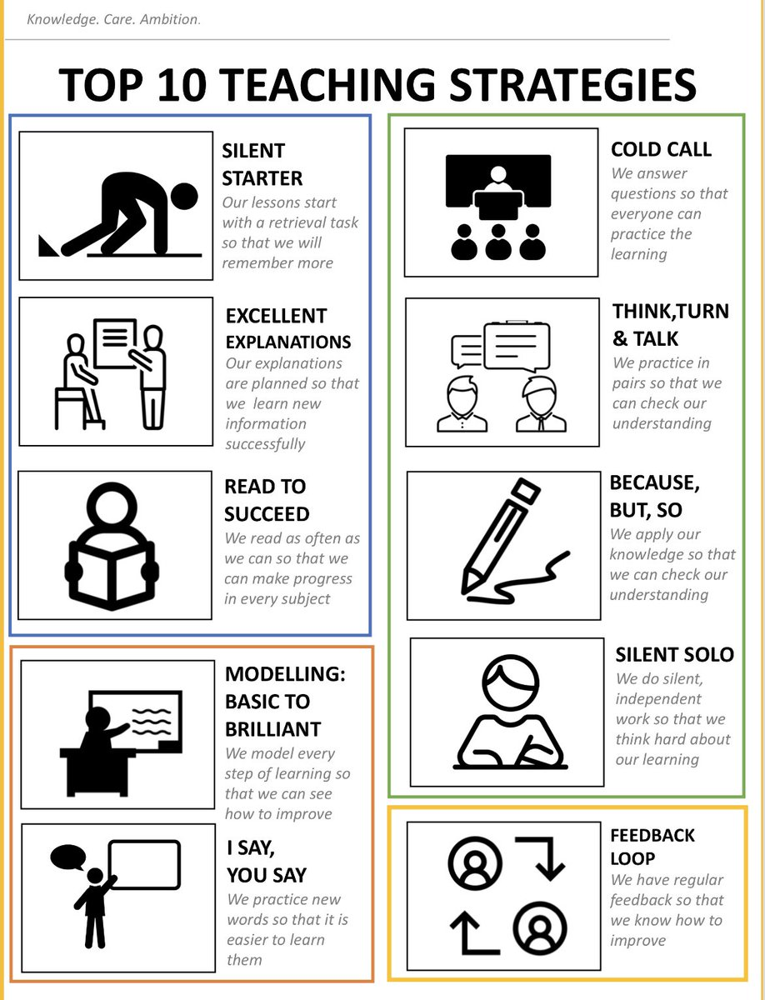 Knowledge. Care. Ambition.
TOP 10 TEACHING STRATEGIES
SILENT
STARTER
Our lessons start
with a retrieval task
so that we will
remember more
EXCELLENT
EXPLANATIONS
Our explanations
are planned so that
we learn new
information
successfully
READ TO
SUCCEED
We read as often as
we can so that we
can make progress
in every subject
MODELLING:
BASIC TO
BRILLIANT
We model every
step of learning so
that we can see
how to improve
I SAY,
YOU SAY
We practice new
words so that it is
easier to learn
them
COLD CALL
We answer
questions so that
everyone can
practice the
learning
THINK,TURN
& TALK
We practice in
pairs so that we
can check our
understanding
BECAUSE,
BUT, SO
We apply our
knowledge so that
we can check our
understanding
SILENT SOLO
We do silent,
independent
work so that we
think hard about
our learning
FEEDBACK
LOOP
We have regular
feedback so that
we know how to
improve